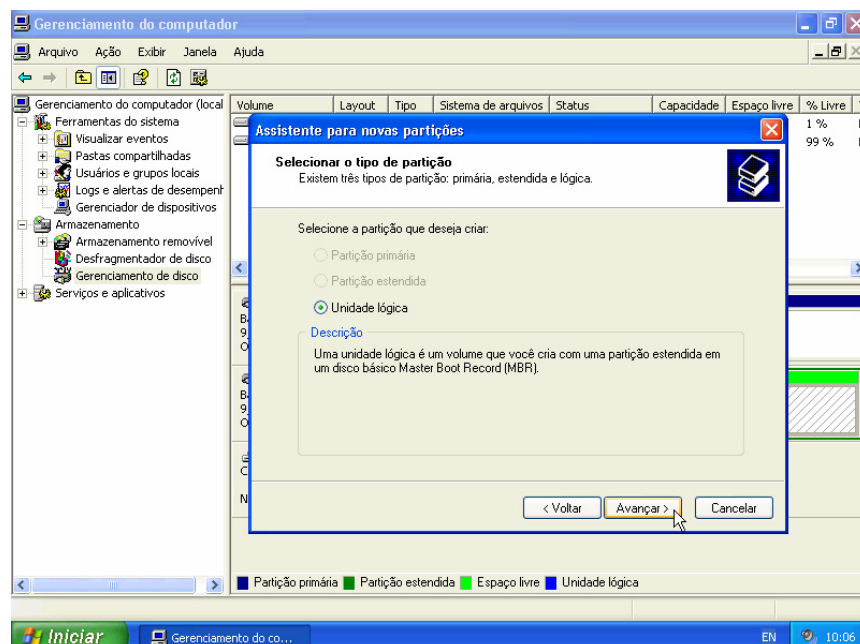 Gerenciamento do computador
Arquivo Ação Exibir Janela Ajuda
Gerenciamento do computador (local
Ferramentas do sistema
Visualizar eventos
Pastas compartilhadas
Usuários e grupos locais
Logs e alertas de desempenh
Gerenciador de dispositivos
Armazenamento
Armazenamento removível
Desfragmentador de disco
Gerenciamento de disco
Serviços e aplicativos
Volume Layout Tipo Sistema de arquivos Status Capacidade Espaço livre % Livre
1 %
99 %
Assistente para novas partições
Selecionar o tipo de partição
Existem três tipos de partição: primária, estendida e lógica.
Selecione a partição que deseja criar:
Partição primária
Partição estendida
Unidade lógica
Descrição
Uma unidade lógica é um volume que você cria com uma partição estendida em
um disco básico Master Boot Record (MBR).
< Voltar Avançar > Cancelar
Partição primária Partição estendida Espaço livre Unidade lógica
Iniciar Gerenciamento do co... EN 10:06